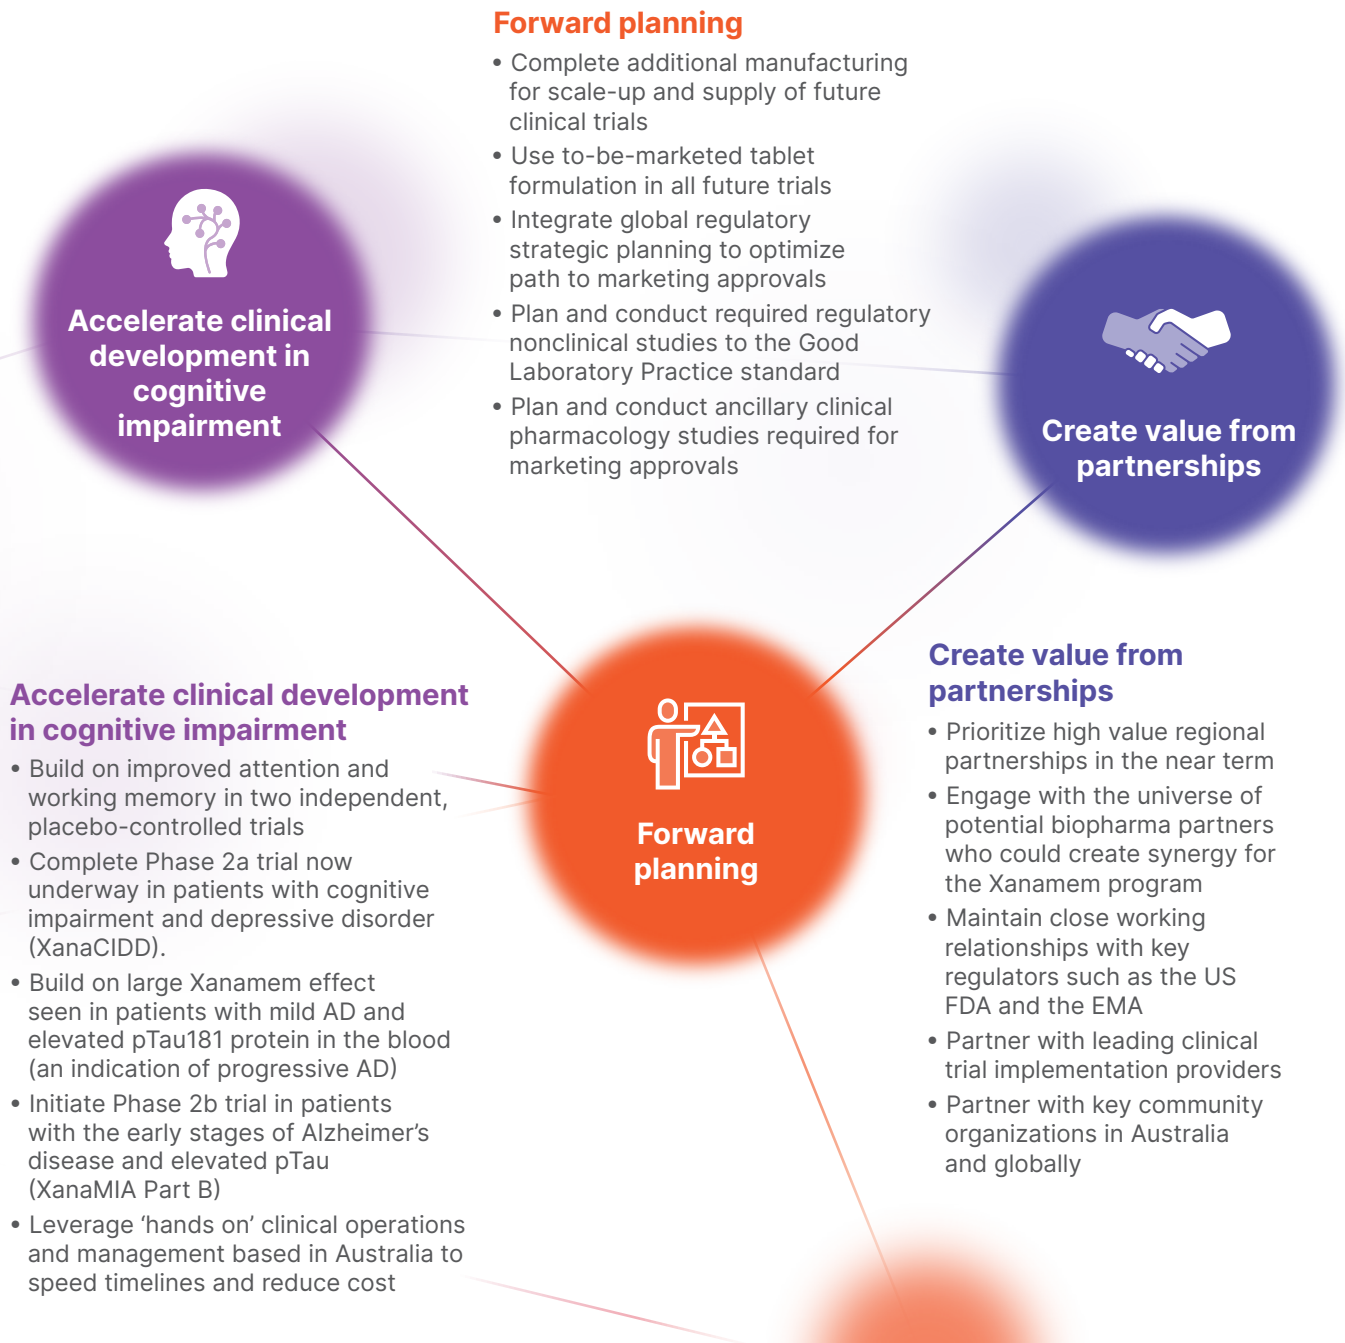 Forward planning
• Complete additional manufacturing
for scale-up and supply of future
clinical trials
• Use to-be-marketed tablet
formulation in all future trials
• Integrate global regulatory
strategic planning to optimize
path to marketing approvals
• Plan and conduct required regulatory
nonclinical studies to the Good
Laboratory Practice standard
• Plan and conduct ancillary clinical
pharmacology studies required for
marketing approvals
Accelerate clinical
development in
cognitive
impairment
Create value from
partnerships
Forward
planning
Accelerate clinical development
in cognitive impairment
• Build on improved attention and
working memory in two independent,
placebo-controlled trials
• Complete Phase 2a trial now
underway in patients with cognitive
impairment and depressive disorder
(XanaCIDD).
• Build on large Xanamem effect
seen in patients with mild AD and
elevated pTau181 protein in the blood
(an indication of progressive AD)
• Initiate Phase 2b trial in patients
with the early stages of Alzheimer’s
disease and elevated pTau
(XanaMIA Part B)
• Leverage ‘hands on’ clinical operations
and management based in Australia to
speed timelines and reduce cost
Create value from
partnerships
• Prioritize high value regional
partnerships in the near term
• Engage with the universe of
potential biopharma partners
who could create synergy for
the Xanamem program
• Maintain close working
relationships with key
regulators such as the US
FDA and the EMA
• Partner with leading clinical
trial implementation providers
• Partner with key community
organizations in Australia
and globally